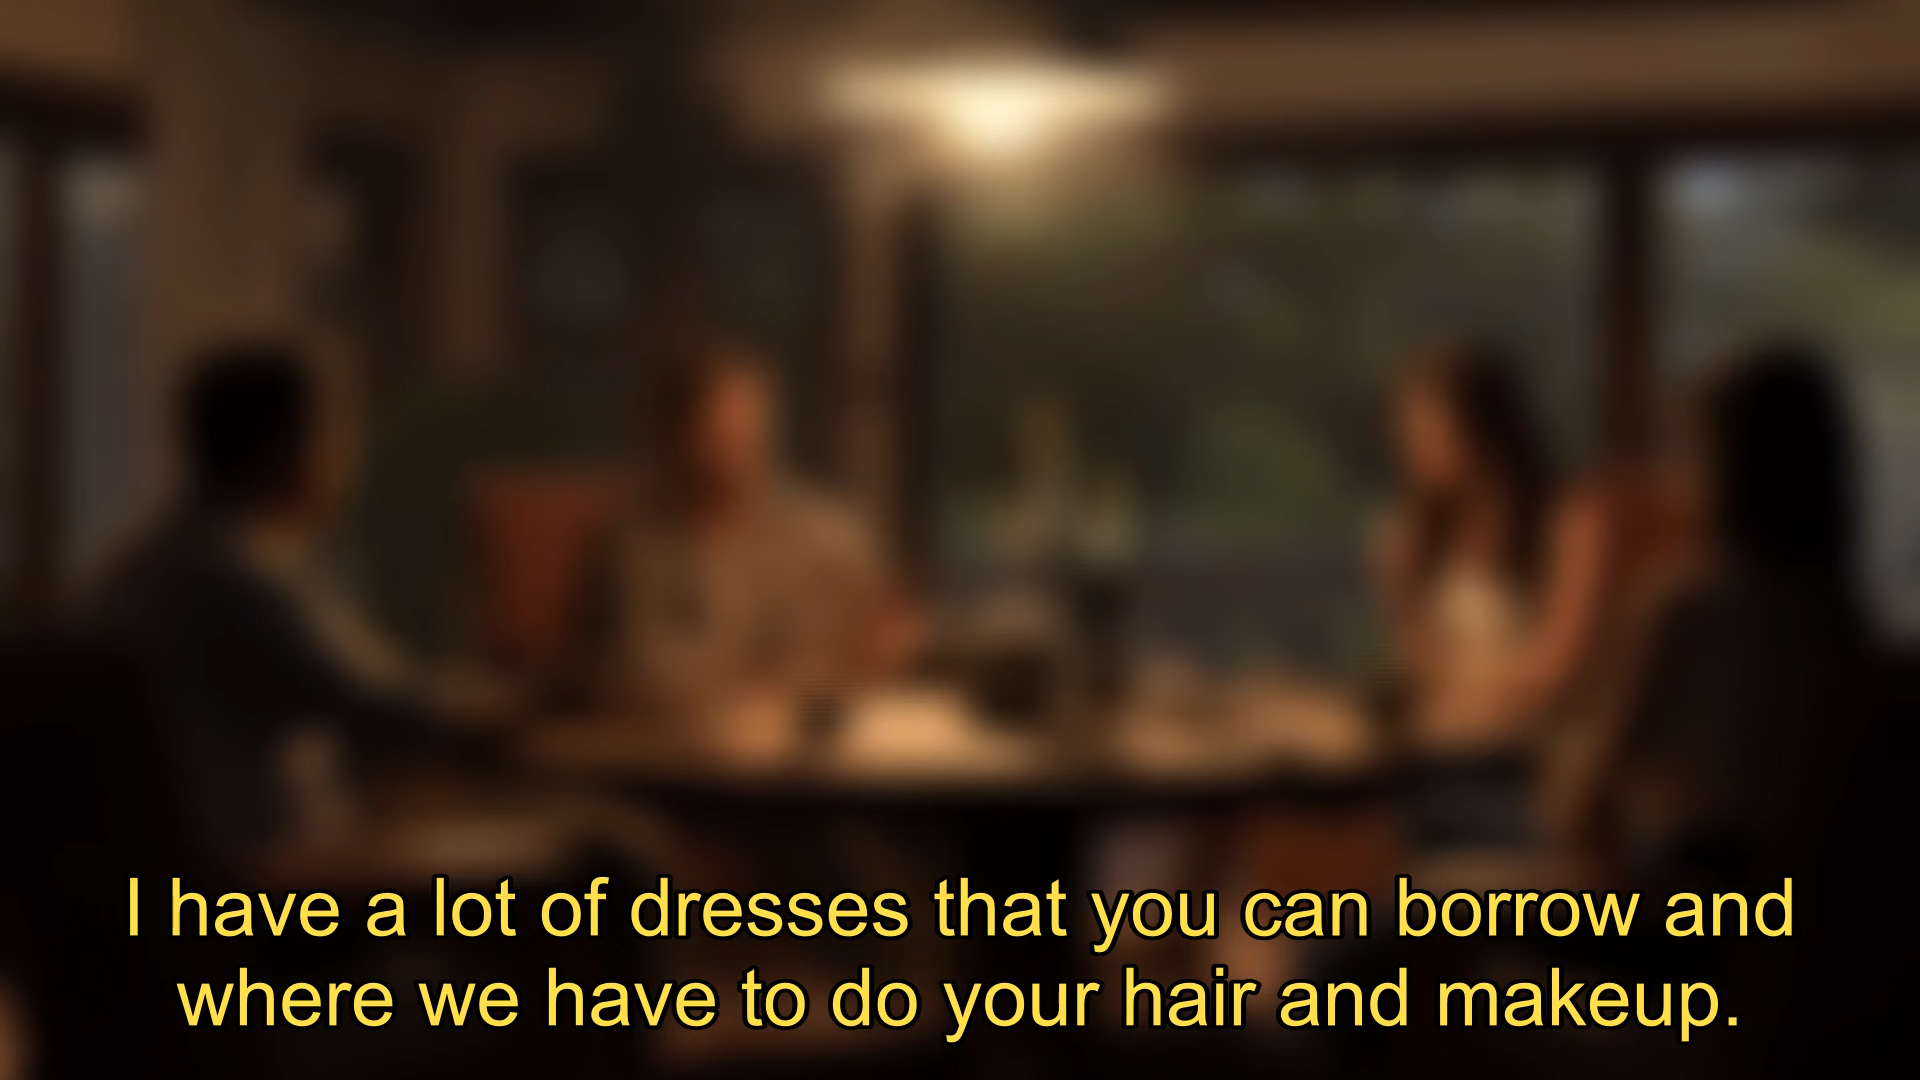 I have a lot of dresses that you can borrow and
where we have to do your hair and makeup.